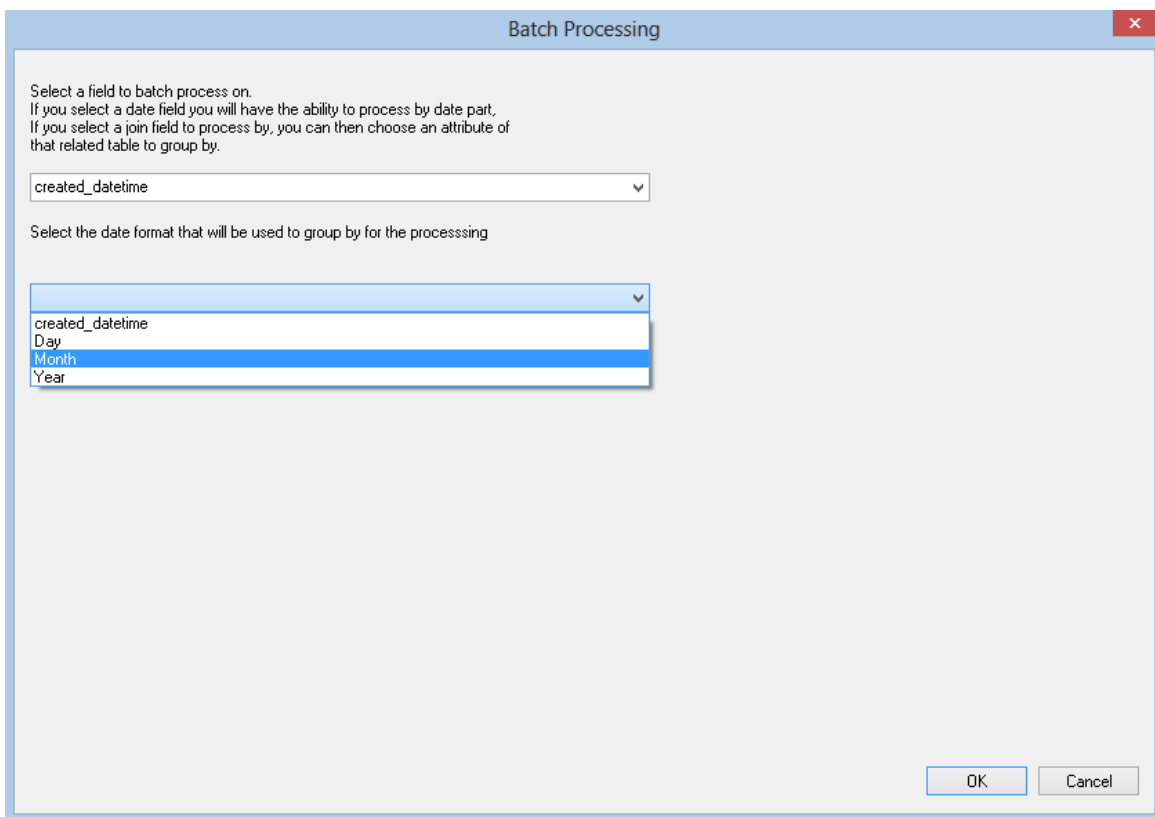 Batch Processing
Select a field to batch process on.
If you select a date field you will have the ability to process by date part,
If you select a join field to process by, you can then choose an attribute of
that related table to group by.
created_datetime
Select the date format that will be used to group by for the processsing
created_datetime
Day
Month
Year
OK
Cancel